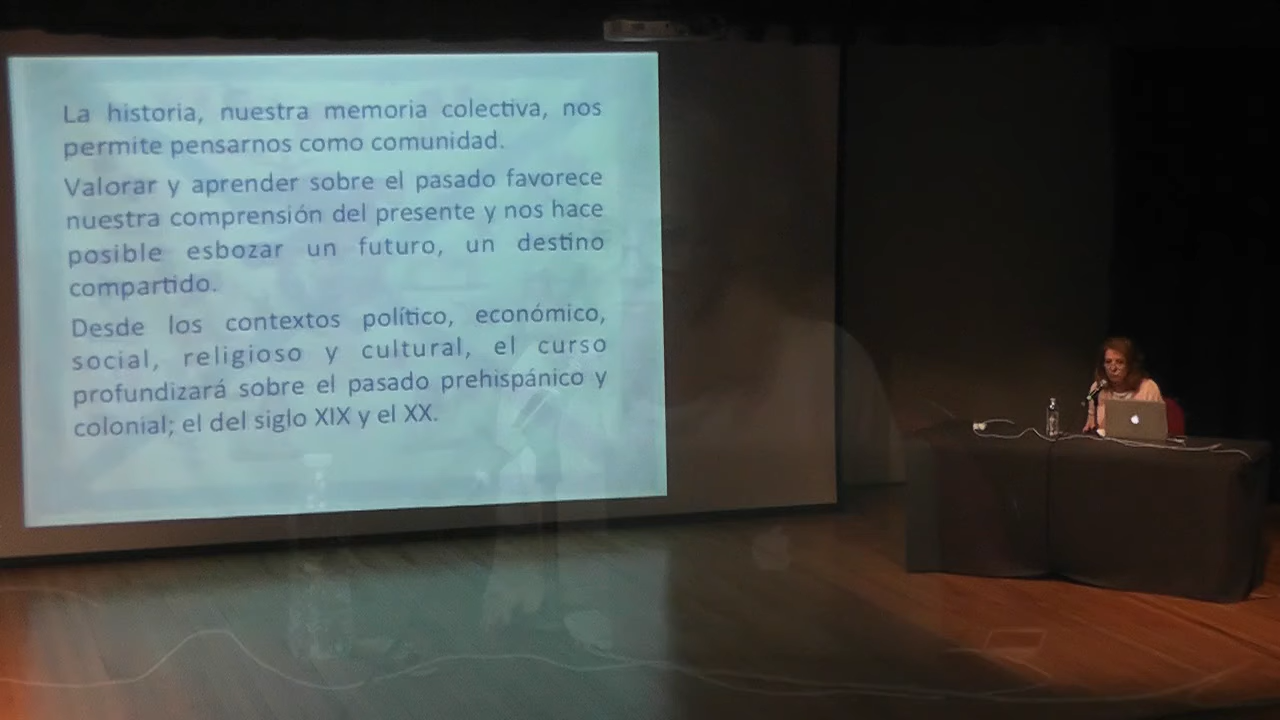 La historia, nuestra memoria colectiva, nos
permite pensarnos como comunidad.
Valorar y aprender sobre el pasado favorece
nuestra comprensión del presente y nos hace
posible esbozar un futuro, un destino
compartido.
Desde los contextos político, económico,
social, religioso y cultural, el curso
profundizará sobre el pasado prehispánico y
colonial; el del siglo XIX y el XX.